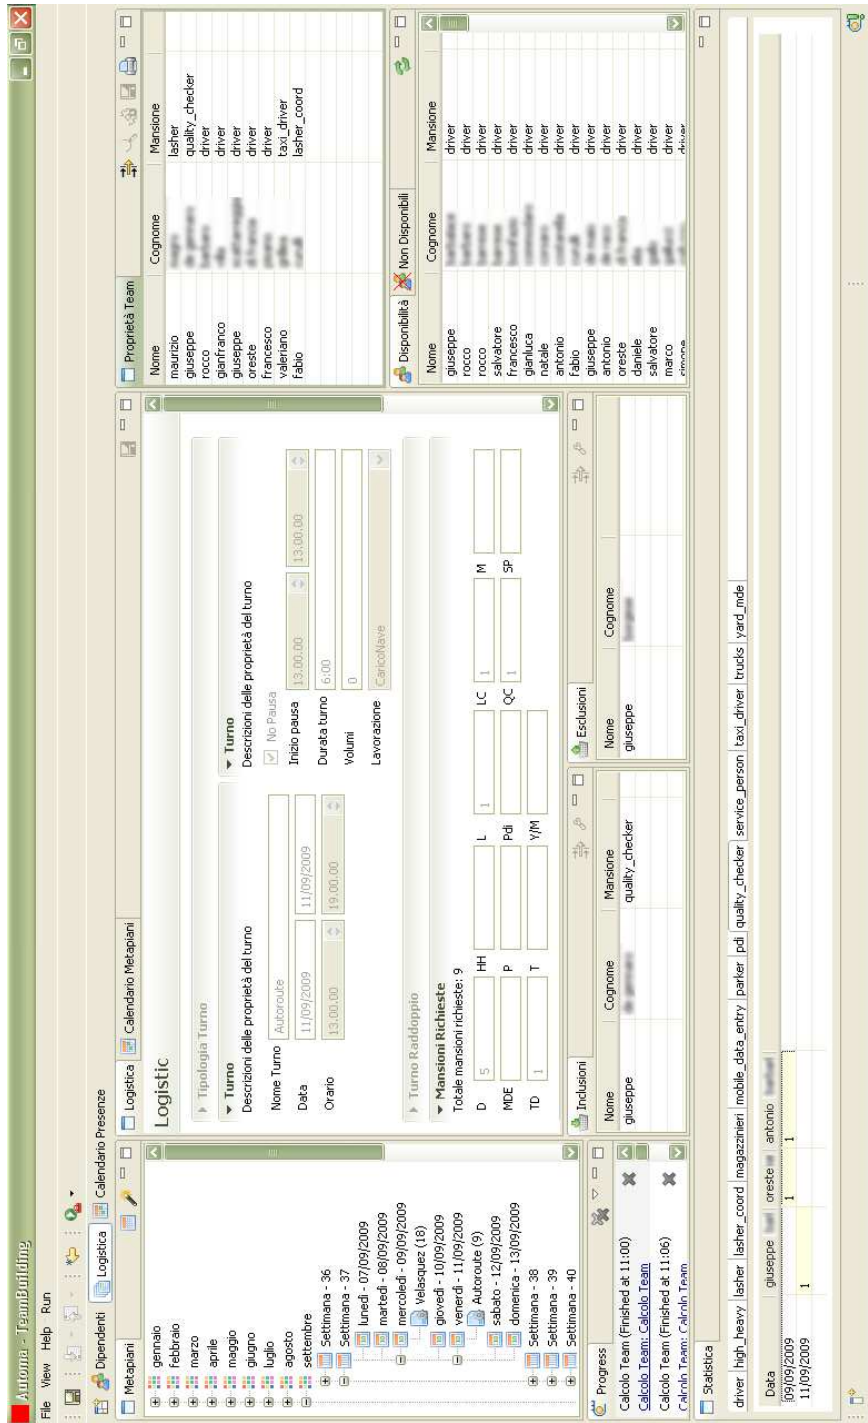 Automa - TeamBuilding
File View Help Run
Dipendenti Logistica Calendario Presenze
Metapiani
gennaio
febbraio
marzo
aprile
maggio
giugno
luglio
agosto
settembre
Settimana - 36
Settimana - 37
lunedì - 07/09/2009
martedì - 08/09/2009
mercoledì - 09/09/2009
Velasquez (18)
giovedì - 10/09/2009
venerdì - 11/09/2009
Autoroute (9)
sabato - 12/09/2009
domenica - 13/09/2009
Settimana - 38
Settimana - 39
Settimana - 40
Progress
Calcolo Team (Finished at 11:00)
Calcolo Team: Calcolo Team
Calcolo Team (Finished at 11:06)
Calcolo Team: Calcolo Team
Logistica Calendario Metapiani
Logistic
Tipologia Turno
Turno
Descrizioni delle proprietà del turno
Nome Turno Autoroute
Data 11/09/2009 11/09/2009
Orario 13.00.00 19.00.00
Turno
Descrizioni delle proprietà del turno
No Pausa
Inizio pausa 13.00.00 13.00.00
Durata turno 6:00
Volumi 0
Lavorazione CaricoNave
Turno Raddoppio
Mansioni Richieste
Totale mansioni richieste: 9
D 5 HH L 1 LC 1 M
MDE P Pdi QC 1 SP
TD 1 T Y/M
Inclusioni
Nome Cognome Mansione
giuseppe quality_checker
Esclusioni
Nome Cognome
giuseppe
Proprietà Team
Nome Cognome Mansione
maurizio lasher
giuseppe quality_checker
rocco driver
gianfranco driver
giuseppe driver
oreste driver
francesco driver
valeriano taxi_driver
fabio lasher_coord
Disponibilità Non Disponibili
Nome Cognome Mansione
giuseppe driver
rocco driver
rocco driver
salvatore driver
francesco driver
gianluca driver
natale driver
antonio driver
fabio driver
giuseppe driver
antonio driver
oreste driver
daniele driver
salvatore driver
marco driver
simone driver
Statistica
driver high_heavy lasher lasher_coord magazzinieri mobile_data_entry parker pdi quality_checker service_person taxi_driver trucks yard_mde
Data giuseppe oreste antonio
09/09/2009 1 1
11/09/2009 1